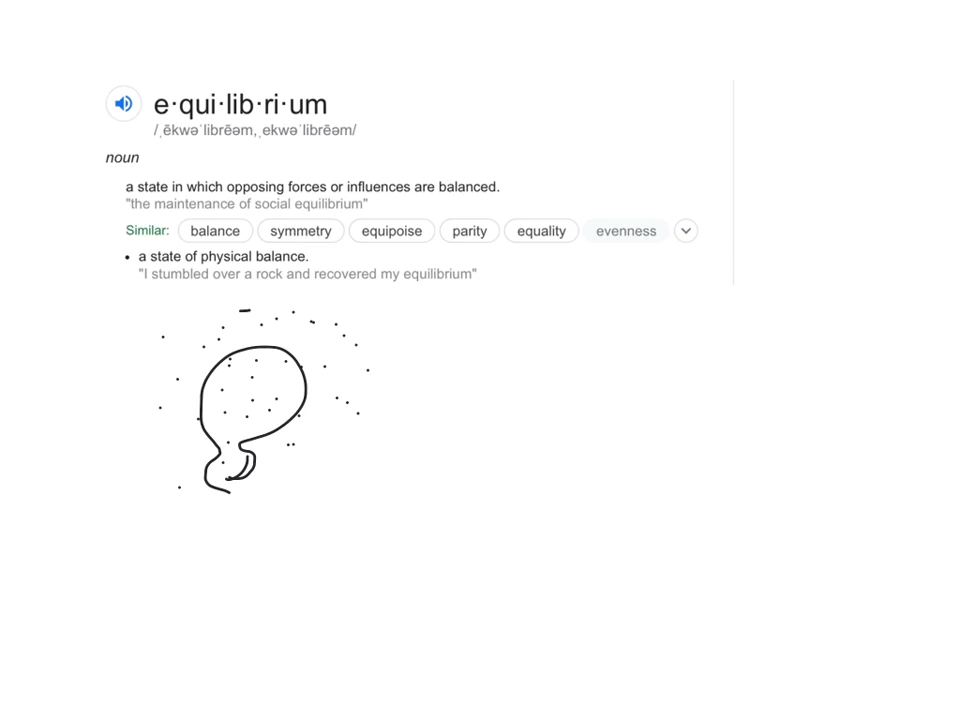 e·qui·lib·ri·um
/ˌēkwəˈlibrēəm,ˌekwəˈlibrēəm/
noun
a state in which opposing forces or influences are balanced.
"the maintenance of social equilibrium"
Similar: balance symmetry equipoise parity equality evenness
• a state of physical balance.
"I stumbled over a rock and recovered my equilibrium"